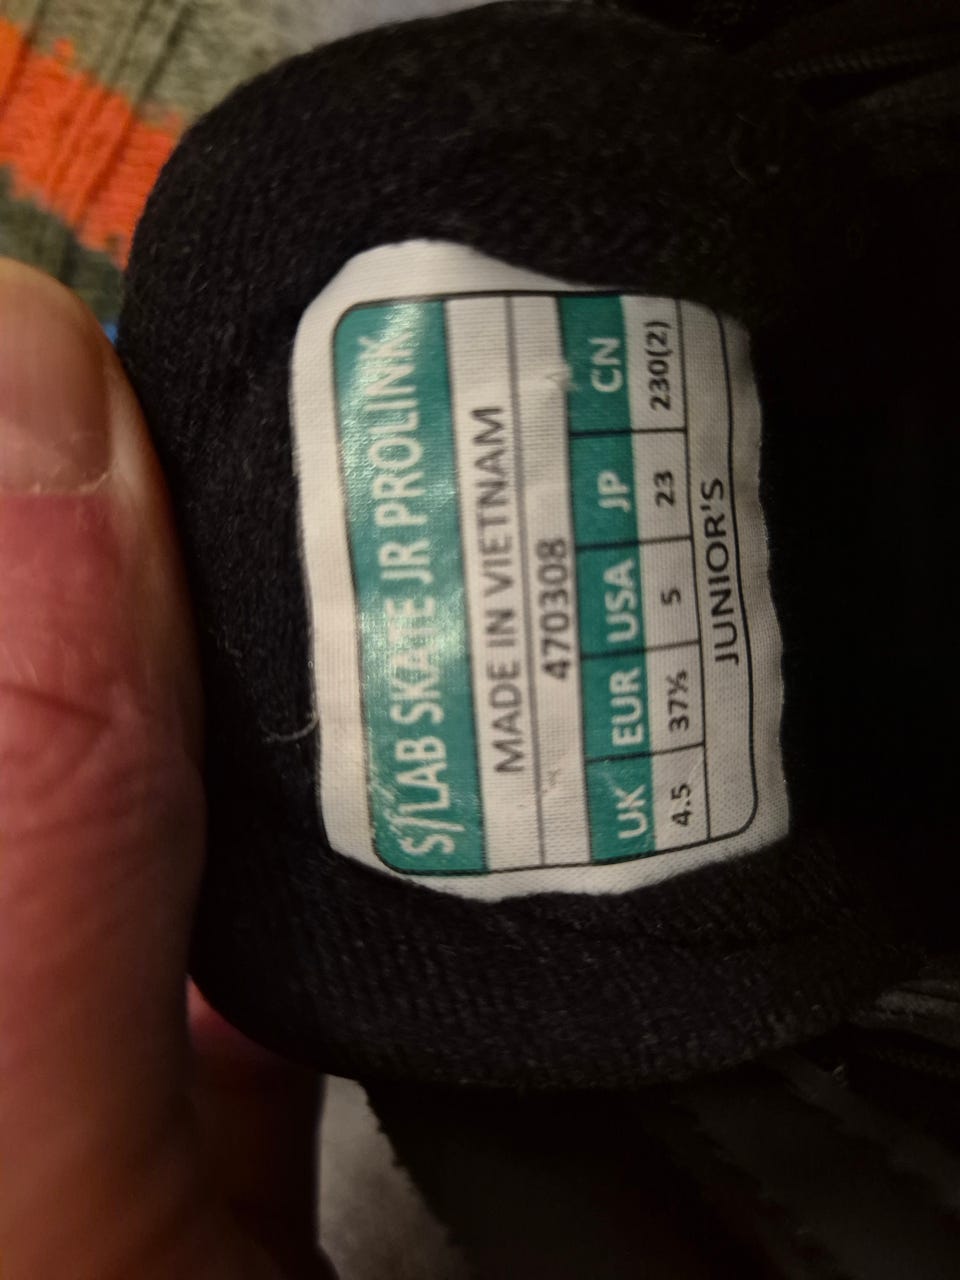 S/LAB SKATE JR PROLINK
MADE IN VIETNAM
470308
UK EUR USA JP CN
4.5 37⅓ 5 23 230(2)
JUNIOR'S